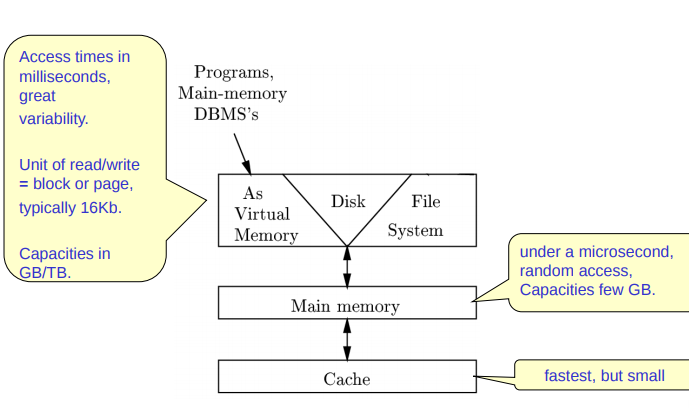 Access times in
milliseconds,
great
variability.
Unit of read/write
= block or page,
typically 16Kb.
Capacities in
GB/TB.
Programs,
Main-memory
DBMS's
As
Virtual
Memory
Disk
File
System
under a microsecond,
random access,
Capacities few GB.
Main memory
Cache
fastest, but small